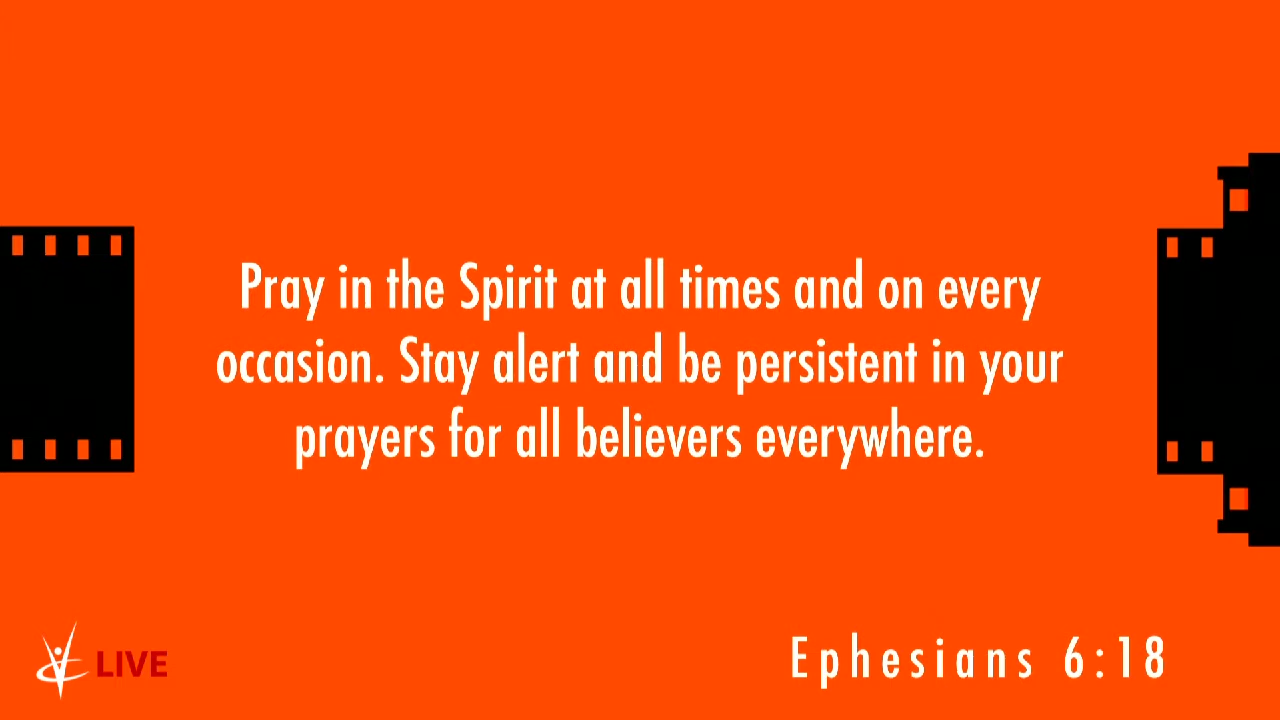 Pray in the Spirit at all times and on every
occasion. Stay alert and be persistent in your
prayers for all believers everywhere.
Ephesians 6:18
LIVE